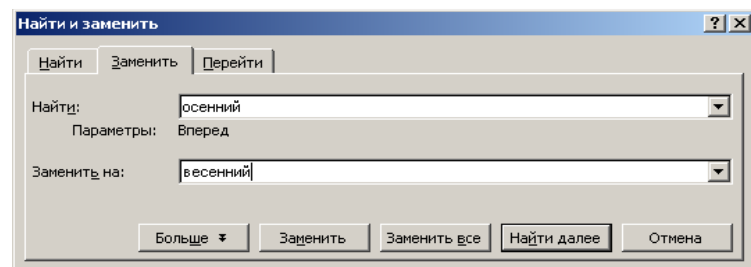 Найти и заменить
Найти Заменить Перейти
Найти: осенний
Параметры: Вперед
Заменить на: весенний
Больше Заменить Заменить все Найти далее Отмена